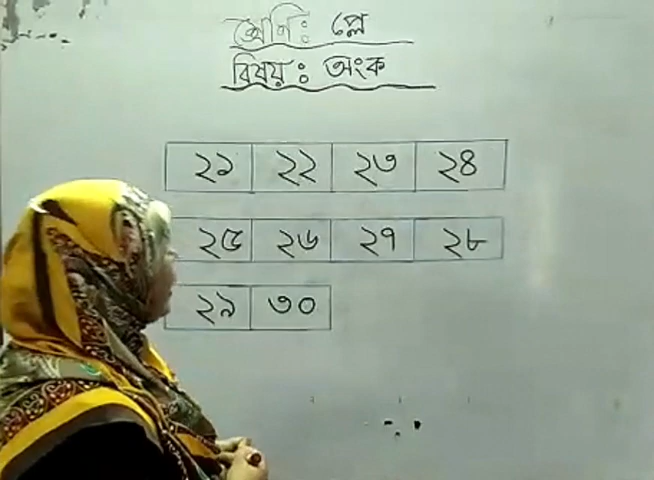 শ্রেণি: প্লে
বিষয়: অংক
২১ ২২ ২৩ ২৪
২৫ ২৬ ২৭ ২৮
২৯ ৩০